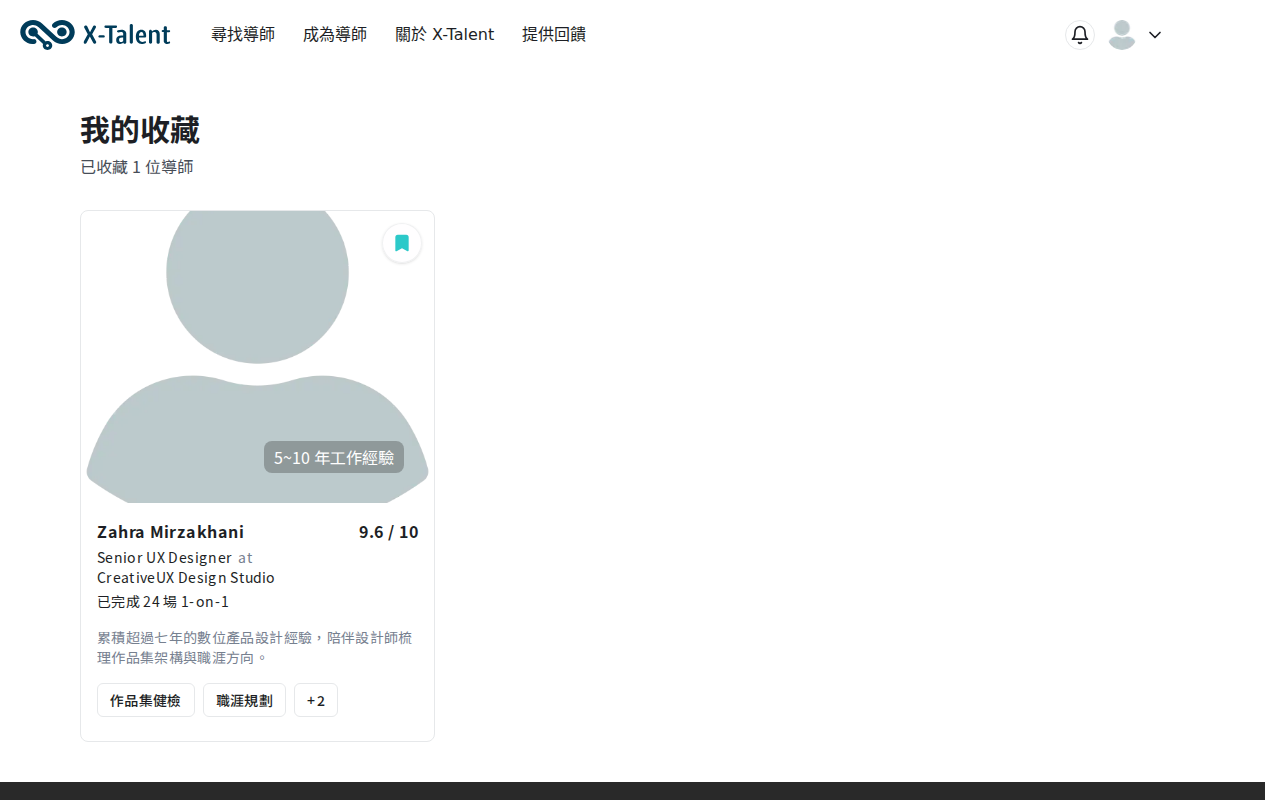 X-Talent
尋找導師
成為導師
關於 X-Talent
提供回饋
我的收藏
已收藏 1 位導師
5~10 年工作經驗
Zahra Mirzakhani
9.6 / 10
Senior UX Designer at
CreativeUX Design Studio
已完成 24 場 1-on-1
累積超過七年的數位產品設計經驗，陪伴設計師梳
理作品集架構與職涯方向。
作品集健檢
職涯規劃
+2